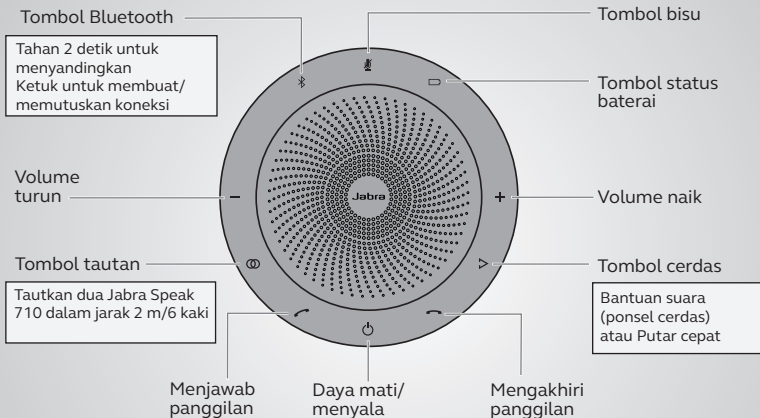 Tombol Bluetooth
Tahan 2 detik untuk
menyandingkan
Ketuk untuk membuat/
memutuskan koneksi
Tombol bisu
Tombol status
baterai
Volume
turun
Jabra
Volume naik
Tombol tautan
Tautkan dua Jabra Speak
710 dalam jarak 2 m/6 kaki
Tombol cerdas
Bantuan suara
(ponsel cerdas)
atau Putar cepat
Menjawab
panggilan
Daya mati/
menyala
Mengakhiri
panggilan